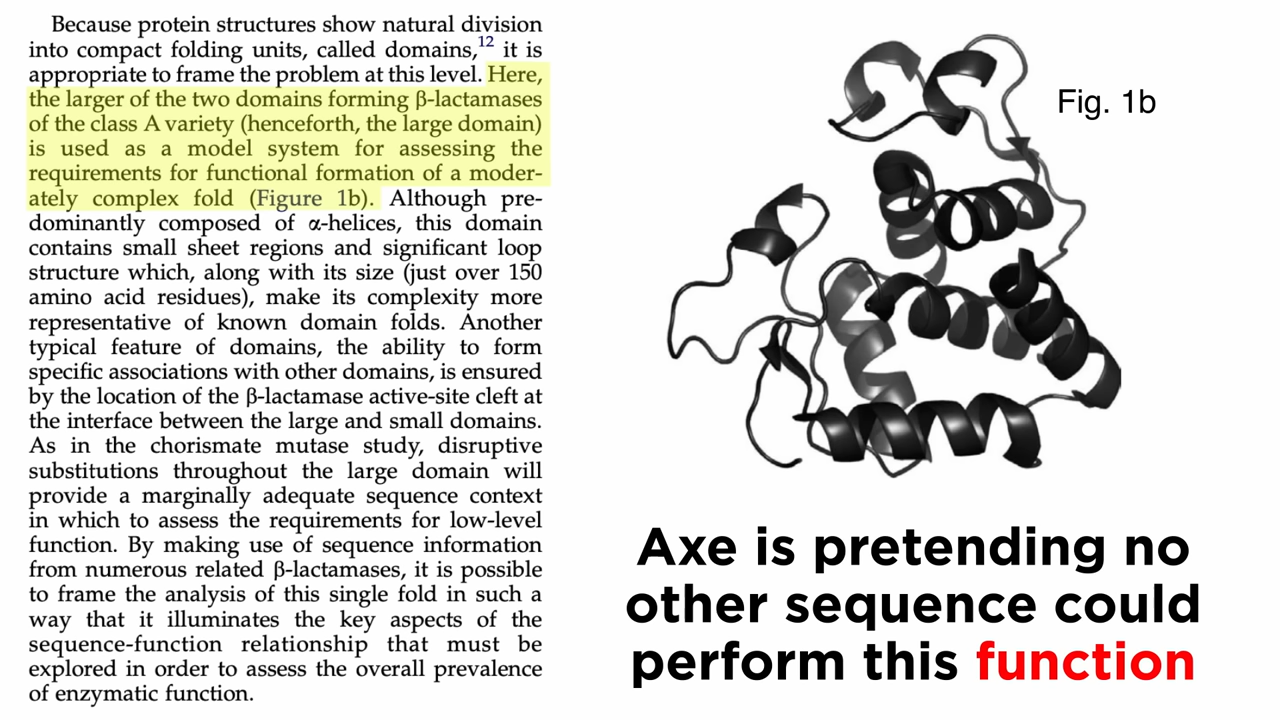 Because protein structures show natural division
into compact folding units, called domains,12 it is
appropriate to frame the problem at this level. Here,
the larger of the two domains forming β-lactamases
of the class A variety (henceforth, the large domain)
is used as a model system for assessing the
requirements for functional formation of a moder-
ately complex fold (Figure 1b). Although pre-
dominantly composed of α-helices, this domain
contains small sheet regions and significant loop
structure which, along with its size (just over 150
amino acid residues), make its complexity more
representative of known domain folds. Another
typical feature of domains, the ability to form
specific associations with other domains, is ensured
by the location of the β-lactamase active-site cleft at
the interface between the large and small domains.
As in the chorismate mutase study, disruptive
substitutions throughout the large domain will
provide a marginally adequate sequence context
in which to assess the requirements for low-level
function. By making use of sequence information
from numerous related β-lactamases, it is possible
to frame the analysis of this single fold in such a
way that it illuminates the key aspects of the
sequence-function relationship that must be
explored in order to assess the overall prevalence
of enzymatic function.
Fig. 1b
Axe is pretending no
other sequence could
perform this function